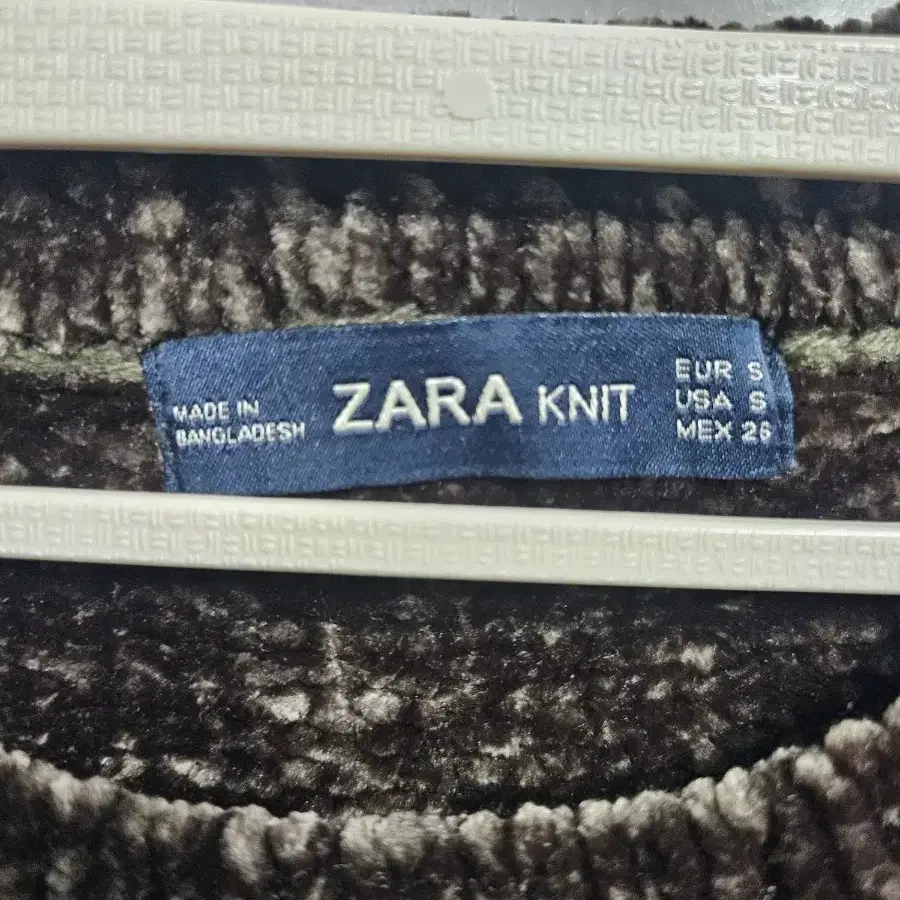 MADE IN
BANGLADESH
ZARA KNIT
EUR S
USA S
MEX 26